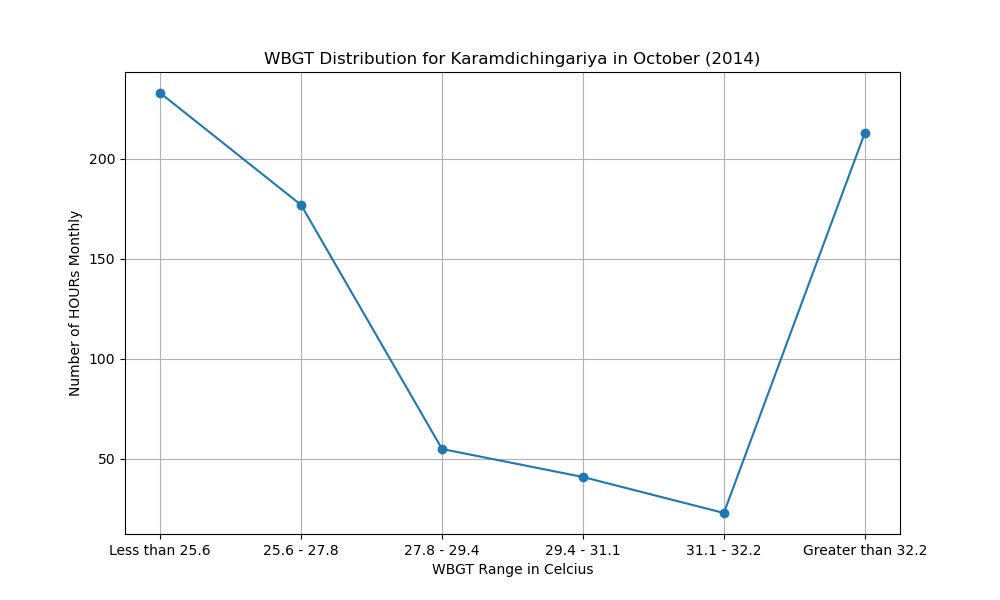 WBGT Distribution for Karamdichingariya in October (2014)
Number of HOURs Monthly
200
150
100
50
Less than 25.6
25.6 - 27.8
27.8 - 29.4
29.4 - 31.1
31.1 - 32.2
Greater than 32.2
WBGT Range in Celcius